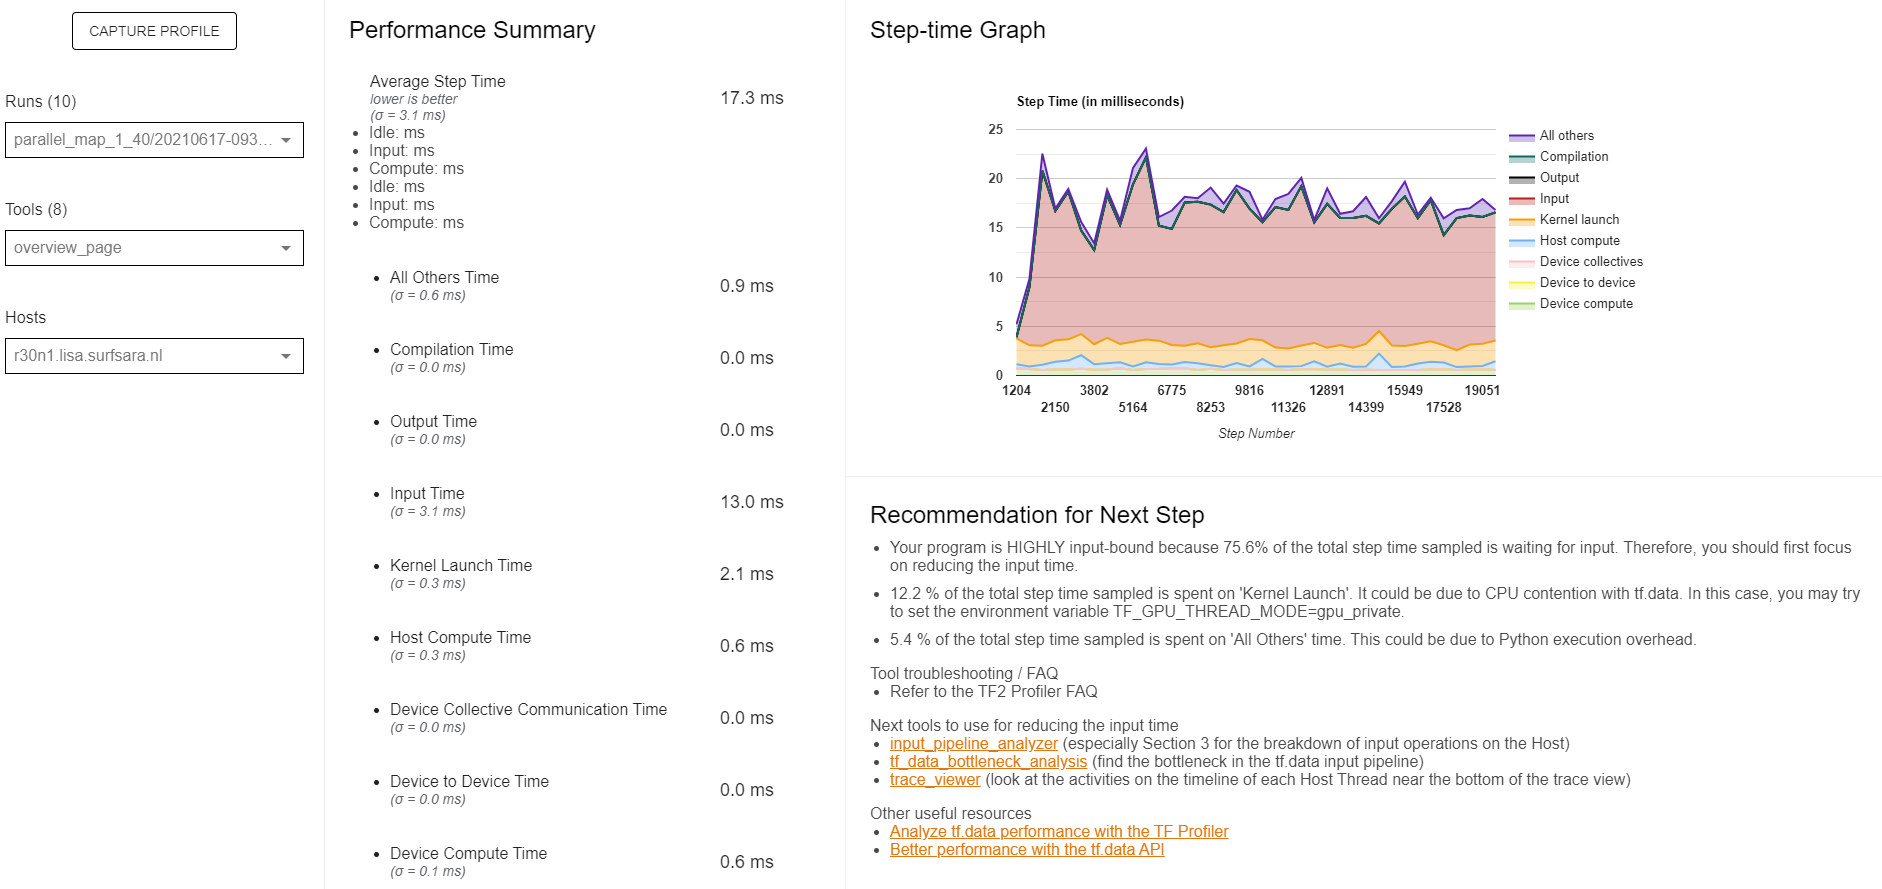 CAPTURE PROFILE
Runs (10)
parallel_map_1_40/20210617-093...
Tools (8)
overview_page
Hosts
r30n1.lisa.surfsara.nl
Performance Summary
Average Step Time
lower is better
(σ = 3.1 ms)
17.3 ms
Idle: ms
Input: ms
Compute: ms
Idle: ms
Input: ms
Compute: ms
All Others Time
(σ = 0.6 ms)
0.9 ms
Compilation Time
(σ = 0.0 ms)
0.0 ms
Output Time
(σ = 0.0 ms)
0.0 ms
Input Time
(σ = 3.1 ms)
13.0 ms
Kernel Launch Time
(σ = 0.3 ms)
2.1 ms
Host Compute Time
(σ = 0.3 ms)
0.6 ms
Device Collective Communication Time
(σ = 0.0 ms)
0.0 ms
Device to Device Time
(σ = 0.0 ms)
0.0 ms
Device Compute Time
(σ = 0.1 ms)
0.6 ms
Step-time Graph
Step Time (in milliseconds)
25
20
15
10
5
0
1204 3802 6775 9816 12891 15949 19051
2150 5164 8253 11326 14399 17528
Step Number
All others
Compilation
Output
Input
Kernel launch
Host compute
Device collectives
Device to device
Device compute
Recommendation for Next Step
Your program is HIGHLY input-bound because 75.6% of the total step time sampled is waiting for input. Therefore, you should first focus
on reducing the input time.
12.2 % of the total step time sampled is spent on 'Kernel Launch'. It could be due to CPU contention with tf.data. In this case, you may try
to set the environment variable TF_GPU_THREAD_MODE=gpu_private.
5.4 % of the total step time sampled is spent on 'All Others' time. This could be due to Python execution overhead.
Tool troubleshooting / FAQ
Refer to the TF2 Profiler FAQ
Next tools to use for reducing the input time
input_pipeline_analyzer (especially Section 3 for the breakdown of input operations on the Host)
tf_data_bottleneck_analysis (find the bottleneck in the tf.data input pipeline)
trace_viewer (look at the activities on the timeline of each Host Thread near the bottom of the trace view)
Other useful resources
Analyze tf.data performance with the TF Profiler
Better performance with the tf.data API